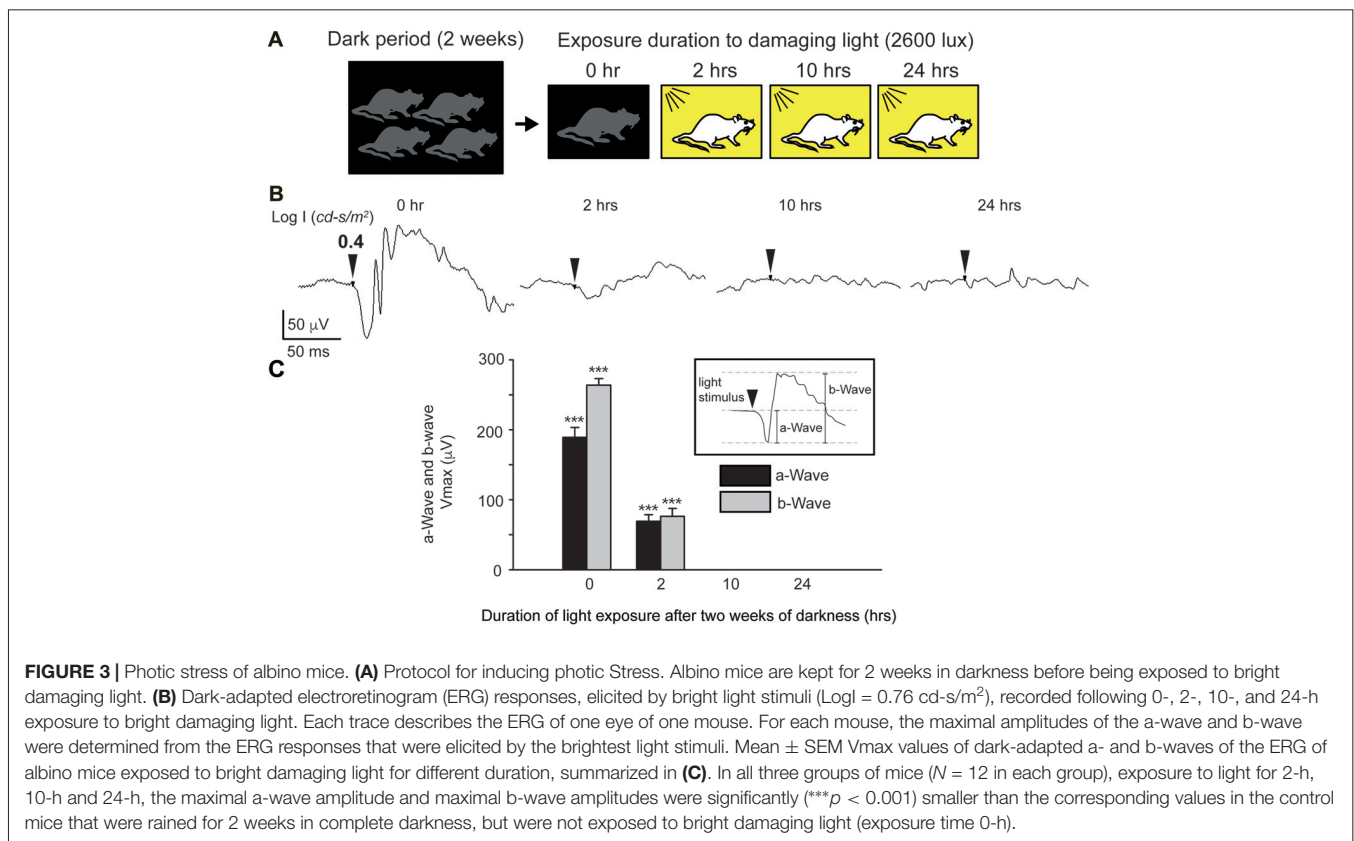 A
Dark period (2 weeks)
Exposure duration to damaging light (2600 lux)
0 hr
2 hrs
10 hrs
24 hrs
B
Log I (cd-s/m²)
0 hr
2 hrs
10 hrs
24 hrs
0.4
50 µV
50 ms
C
a-Wave and b-wave
Vmax (µV)
300
200
100
0
***
***
***
***
light
stimulus
b-Wave
a-Wave
a-Wave
b-Wave
0
2
10
24
Duration of light exposure after two weeks of darkness (hrs)
FIGURE 3 | Photic stress of albino mice. (A) Protocol for inducing photic Stress. Albino mice are kept for 2 weeks in darkness before being exposed to bright
damaging light. (B) Dark-adapted electroretinogram (ERG) responses, elicited by bright light stimuli (LogI = 0.76 cd-s/m²), recorded following 0-, 2-, 10-, and 24-h
exposure to bright damaging light. Each trace describes the ERG of one eye of one mouse. For each mouse, the maximal amplitudes of the a-wave and b-wave
were determined from the ERG responses that were elicited by the brightest light stimuli. Mean ± SEM Vmax values of dark-adapted a- and b-waves of the ERG of
albino mice exposed to bright damaging light for different duration, summarized in (C). In all three groups of mice (N = 12 in each group), exposure to light for 2-h,
10-h and 24-h, the maximal a-wave amplitude and maximal b-wave amplitudes were significantly (***p < 0.001) smaller than the corresponding values in the control
mice that were rained for 2 weeks in complete darkness, but were not exposed to bright damaging light (exposure time 0-h).